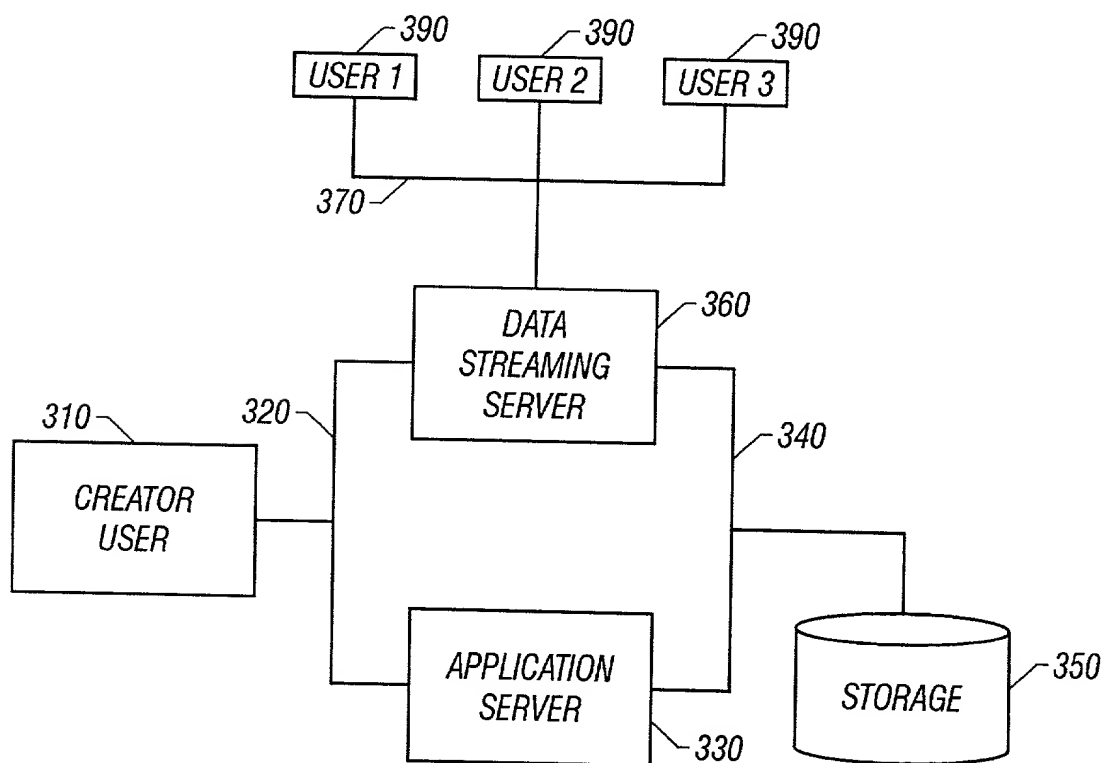 390
390
390
USER 1
USER 2
USER 3
370
360
DATA
STREAMING
SERVER
310
320
340
CREATOR
USER
APPLICATION
SERVER
350
STORAGE
330